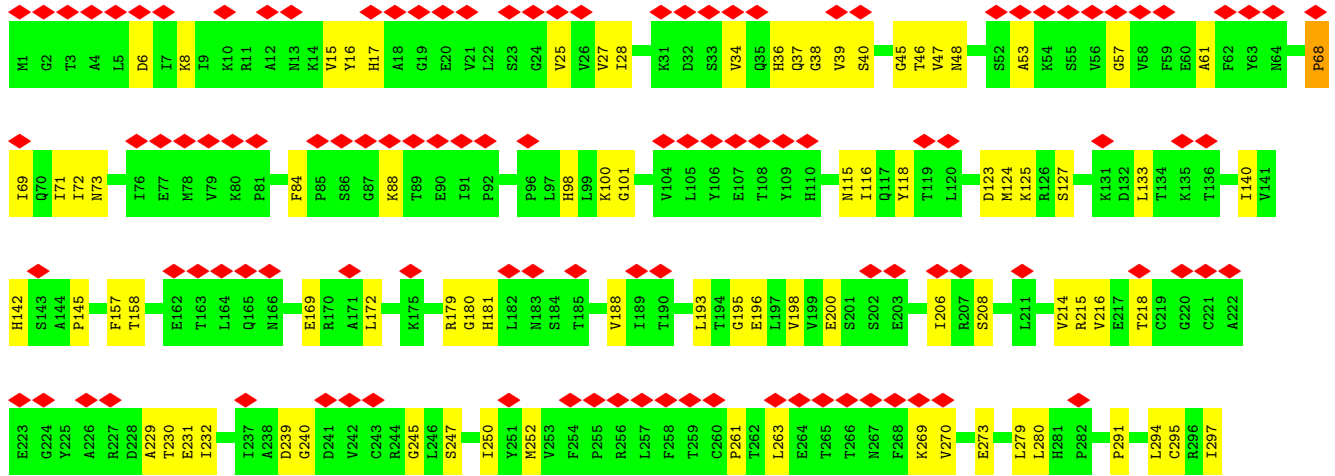 M1 G2 T3 A4 L5 D6 I7 K8 I9 K10 R11 A12 N13 K14 V15 Y16 H17 A18 G19 E20 V21 L22 S23 G24 V25 V26 V27 I28 K31 D32 S33 V34 Q35 H36 Q37 G38 V39 S40 G45 T46 V47 N48 S52 A53 K54 S55 V56 G57 V58 F59 E60 A61 F62 Y63 N64 P68
I69 Q70 I71 I72 N73 I76 E77 M78 V79 K80 P81 F84 P85 S86 G87 K88 T89 E90 I91 P92 P96 L97 H98 L99 K100 G101 V104 L105 Y106 E107 T108 Y109 H110 N115 I116 Q117 Y118 T119 L120 D123 M124 K125 R126 S127 K131 D132 L133 T134 K135 T136 I140 V141
H142 S143 A144 P145 F157 T158 E162 T163 L164 Q165 N166 E169 R170 A171 L172 K175 R179 G180 H181 L182 N183 S184 T185 V188 I189 T190 L193 T194 G195 E196 L197 V198 V199 E200 S201 S202 E203 I206 R207 S208 L211 V214 R215 V216 E217 T218 C219 G220 C221 A222
E223 G224 Y225 A226 R227 D228 A229 T230 E231 I232 I237 A238 D239 G240 D241 V242 C243 R244 G245 L246 S247 I250 Y251 M252 V253 F254 P255 R256 L257 F258 T259 C260 P261 T262 L263 E264 T265 T266 N267 F268 K269 V270 E273 L279 L280 H281 P282 P291 L294 C295 R296 I297